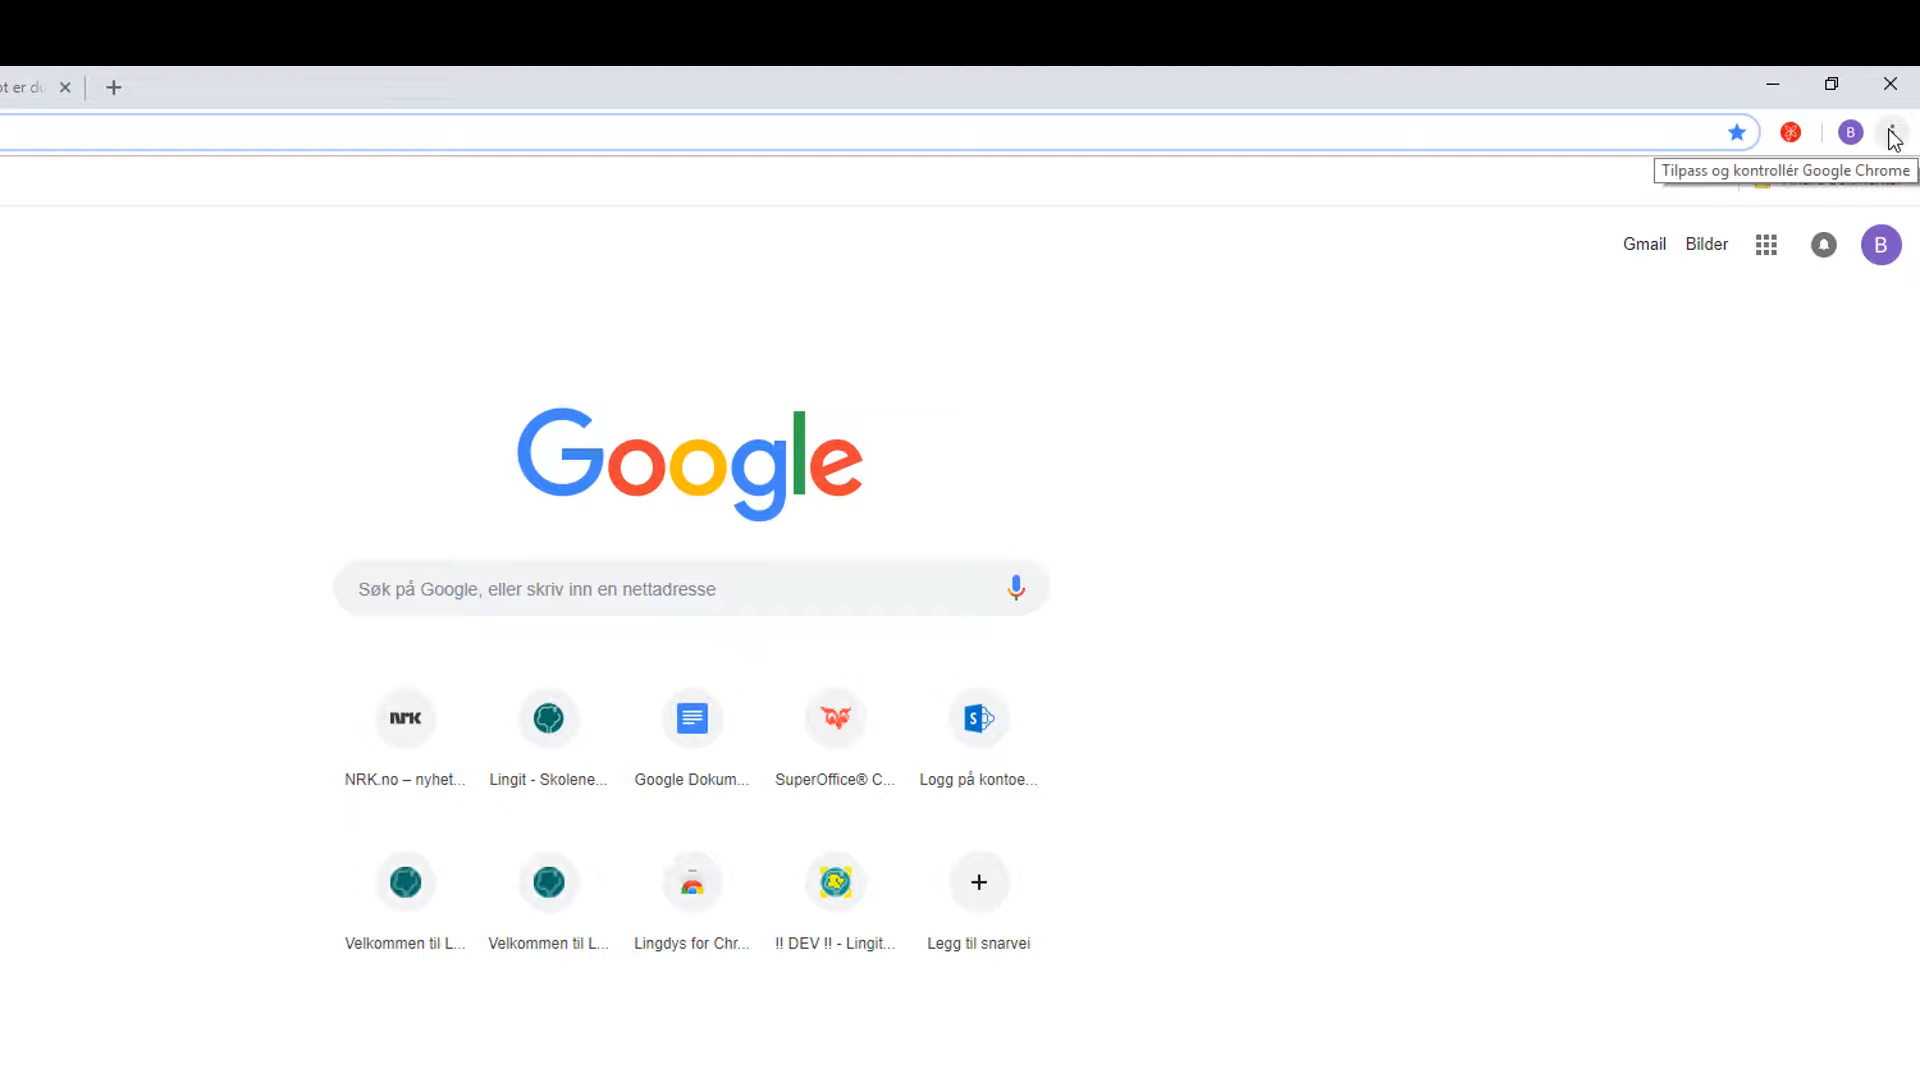 er du
B
Tilpass og kontrollér Google Chrome
Gmail Bilder
B
Google
Søk på Google, eller skriv inn en nettadresse
nrk
S
NRK.no – nyhet... Lingit - Skolene... Google Dokum... SuperOffice® C... Logg på kontoe...
Velkommen til L... Velkommen til L... Lingdys for Chr... !! DEV !! - Lingit... Legg til snarvei